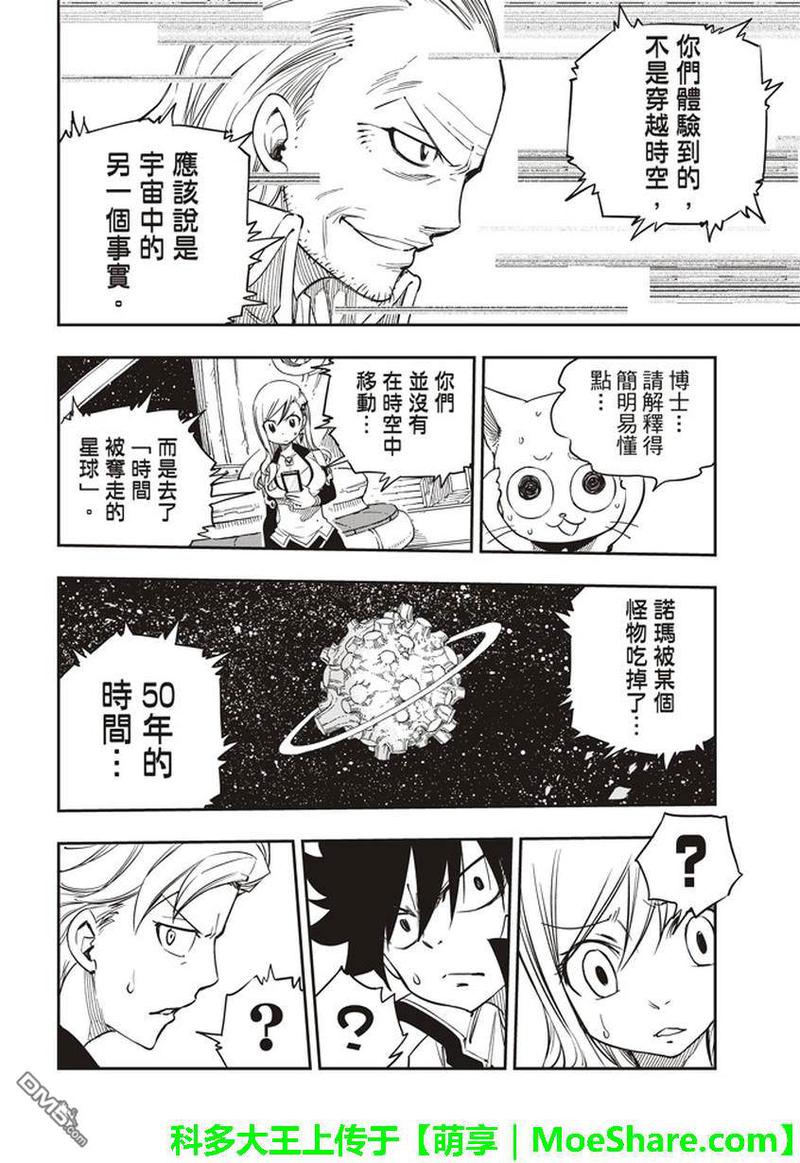 你們體驗到的，
不是穿越時空，
應該說是
宇宙中的
另一個事實。
博士…
請解釋得
簡明易懂
點…
你們
並沒有
在時空中
移動…
而是去了
「時間
被奪走的
星球」。
諾瑪被某個
怪物吃掉了…
50年的
時間…
?
?
?
DM5.com
科多大王上传于【萌享｜MoeShare.com】